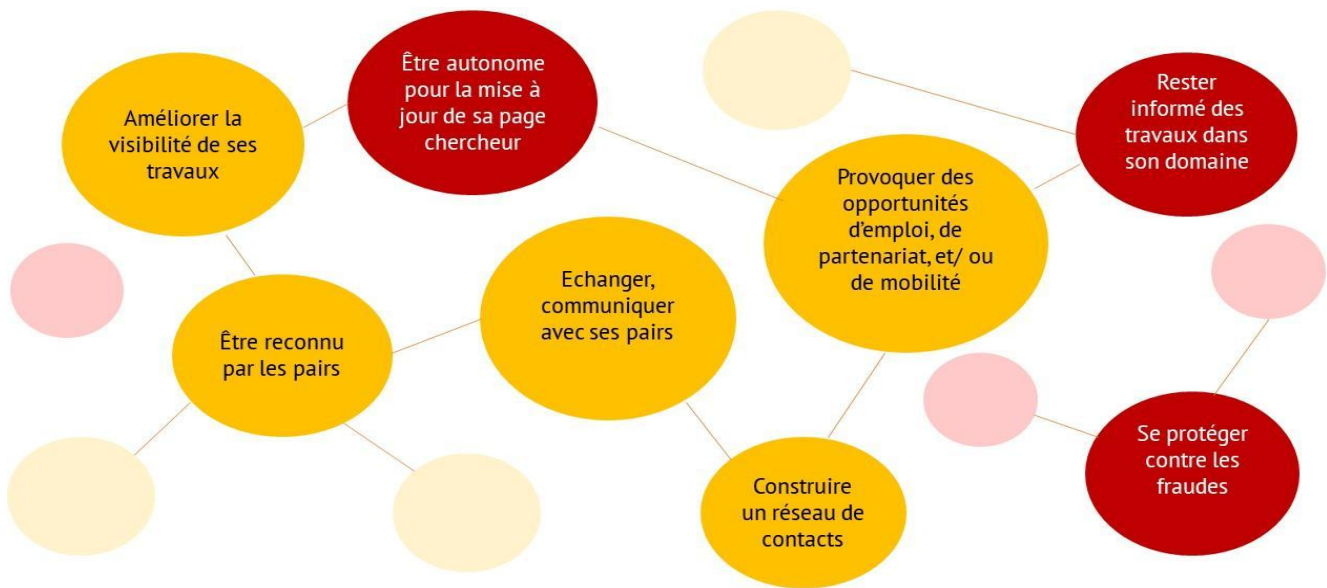 Améliorer la
visibilité de ses
travaux
Être autonome
pour la mise à
jour de sa page
chercheur
Rester
informé des
travaux dans
son domaine
Provoquer des
opportunités
d'emploi, de
partenariat, et/ ou
de mobilité
Echanger,
communiquer
avec ses pairs
Être reconnu
par les pairs
Construire
un réseau de
contacts
Se protéger
contre les
fraudes